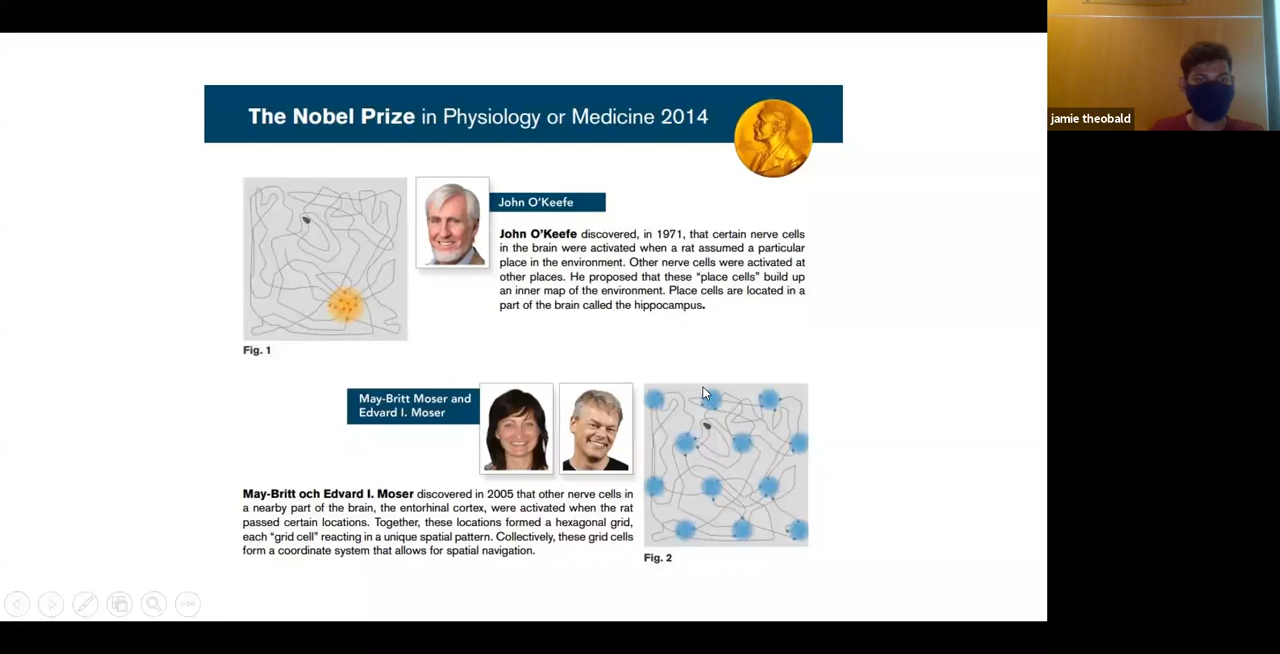 The Nobel Prize in Physiology or Medicine 2014
jamie theobald
John O'Keefe
John O'Keefe discovered, in 1971, that certain nerve cells
in the brain were activated when a rat assumed a particular
place in the environment. Other nerve cells were activated at
other places. He proposed that these “place cells” build up
an inner map of the environment. Place cells are located in a
part of the brain called the hippocampus.
Fig. 1
May-Britt Moser and
Edvard I. Moser
May-Britt och Edvard I. Moser discovered in 2005 that other nerve cells in
a nearby part of the brain, the entorhinal cortex, were activated when the rat
passed certain locations. Together, these locations formed a hexagonal grid,
each “grid cell” reacting in a unique spatial pattern. Collectively, these grid cells
form a coordinate system that allows for spatial navigation.
Fig. 2